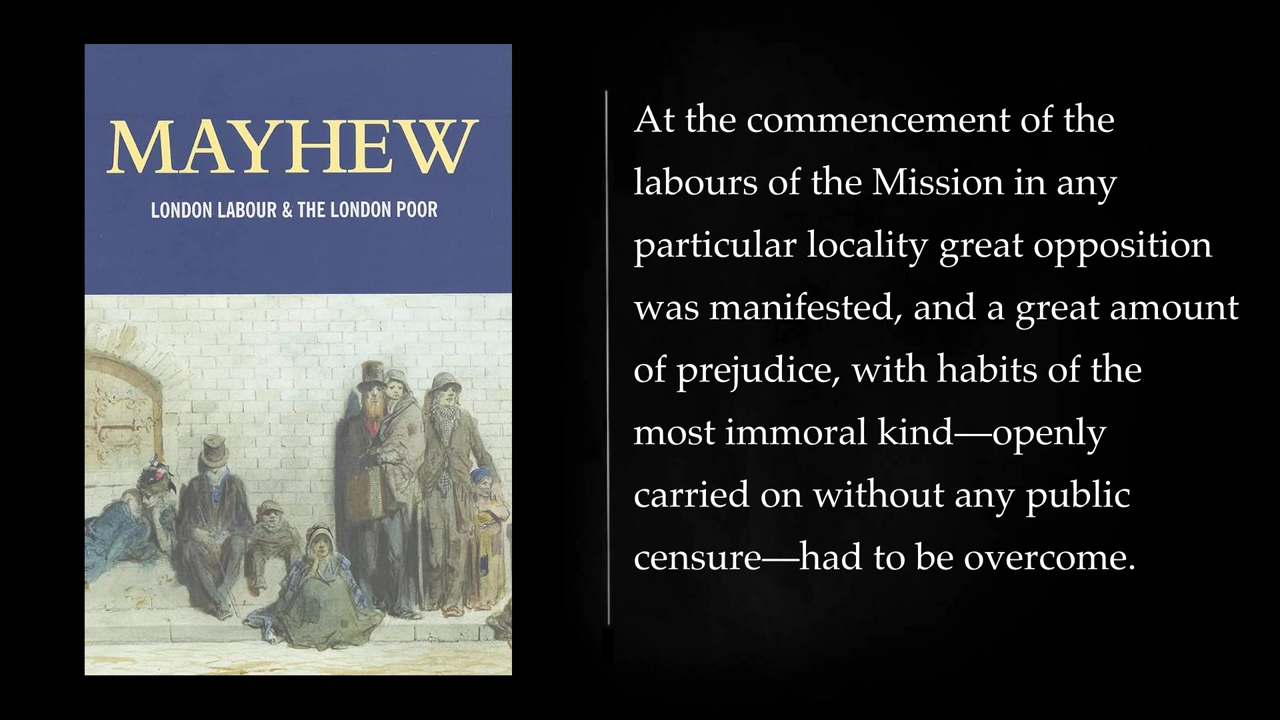 MAYHEW
LONDON LABOUR & THE LONDON POOR
At the commencement of the
labours of the Mission in any
particular locality great opposition
was manifested, and a great amount
of prejudice, with habits of the
most immoral kind—openly
carried on without any public
censure—had to be overcome.